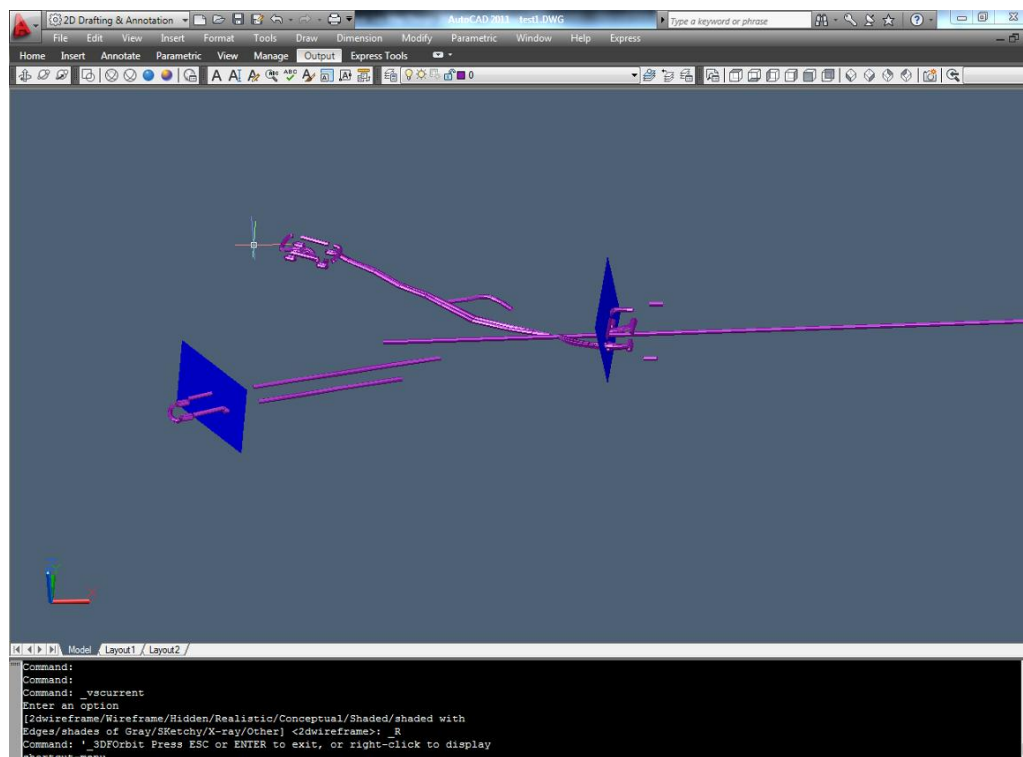 2D Drafting & Annotation
AutoCAD 2011 test1.DWG
Type a keyword or phrase
File Edit View Insert Format Tools Draw Dimension Modify Parametric Window Help Express
Home Insert Annotate Parametric View Manage Output Express Tools
0
Model Layout1 Layout2
Command:
Command:
Command: _vscurrent
Enter an option
[2dwireframe/Wireframe/Hidden/Realistic/Conceptual/Shaded/shaded with
Edges/shades of Gray/SKetchy/X-ray/Other] <2dwireframe>: _R
Command: '_3DFOrbit Press ESC or ENTER to exit, or right-click to display
shortcut-menu.